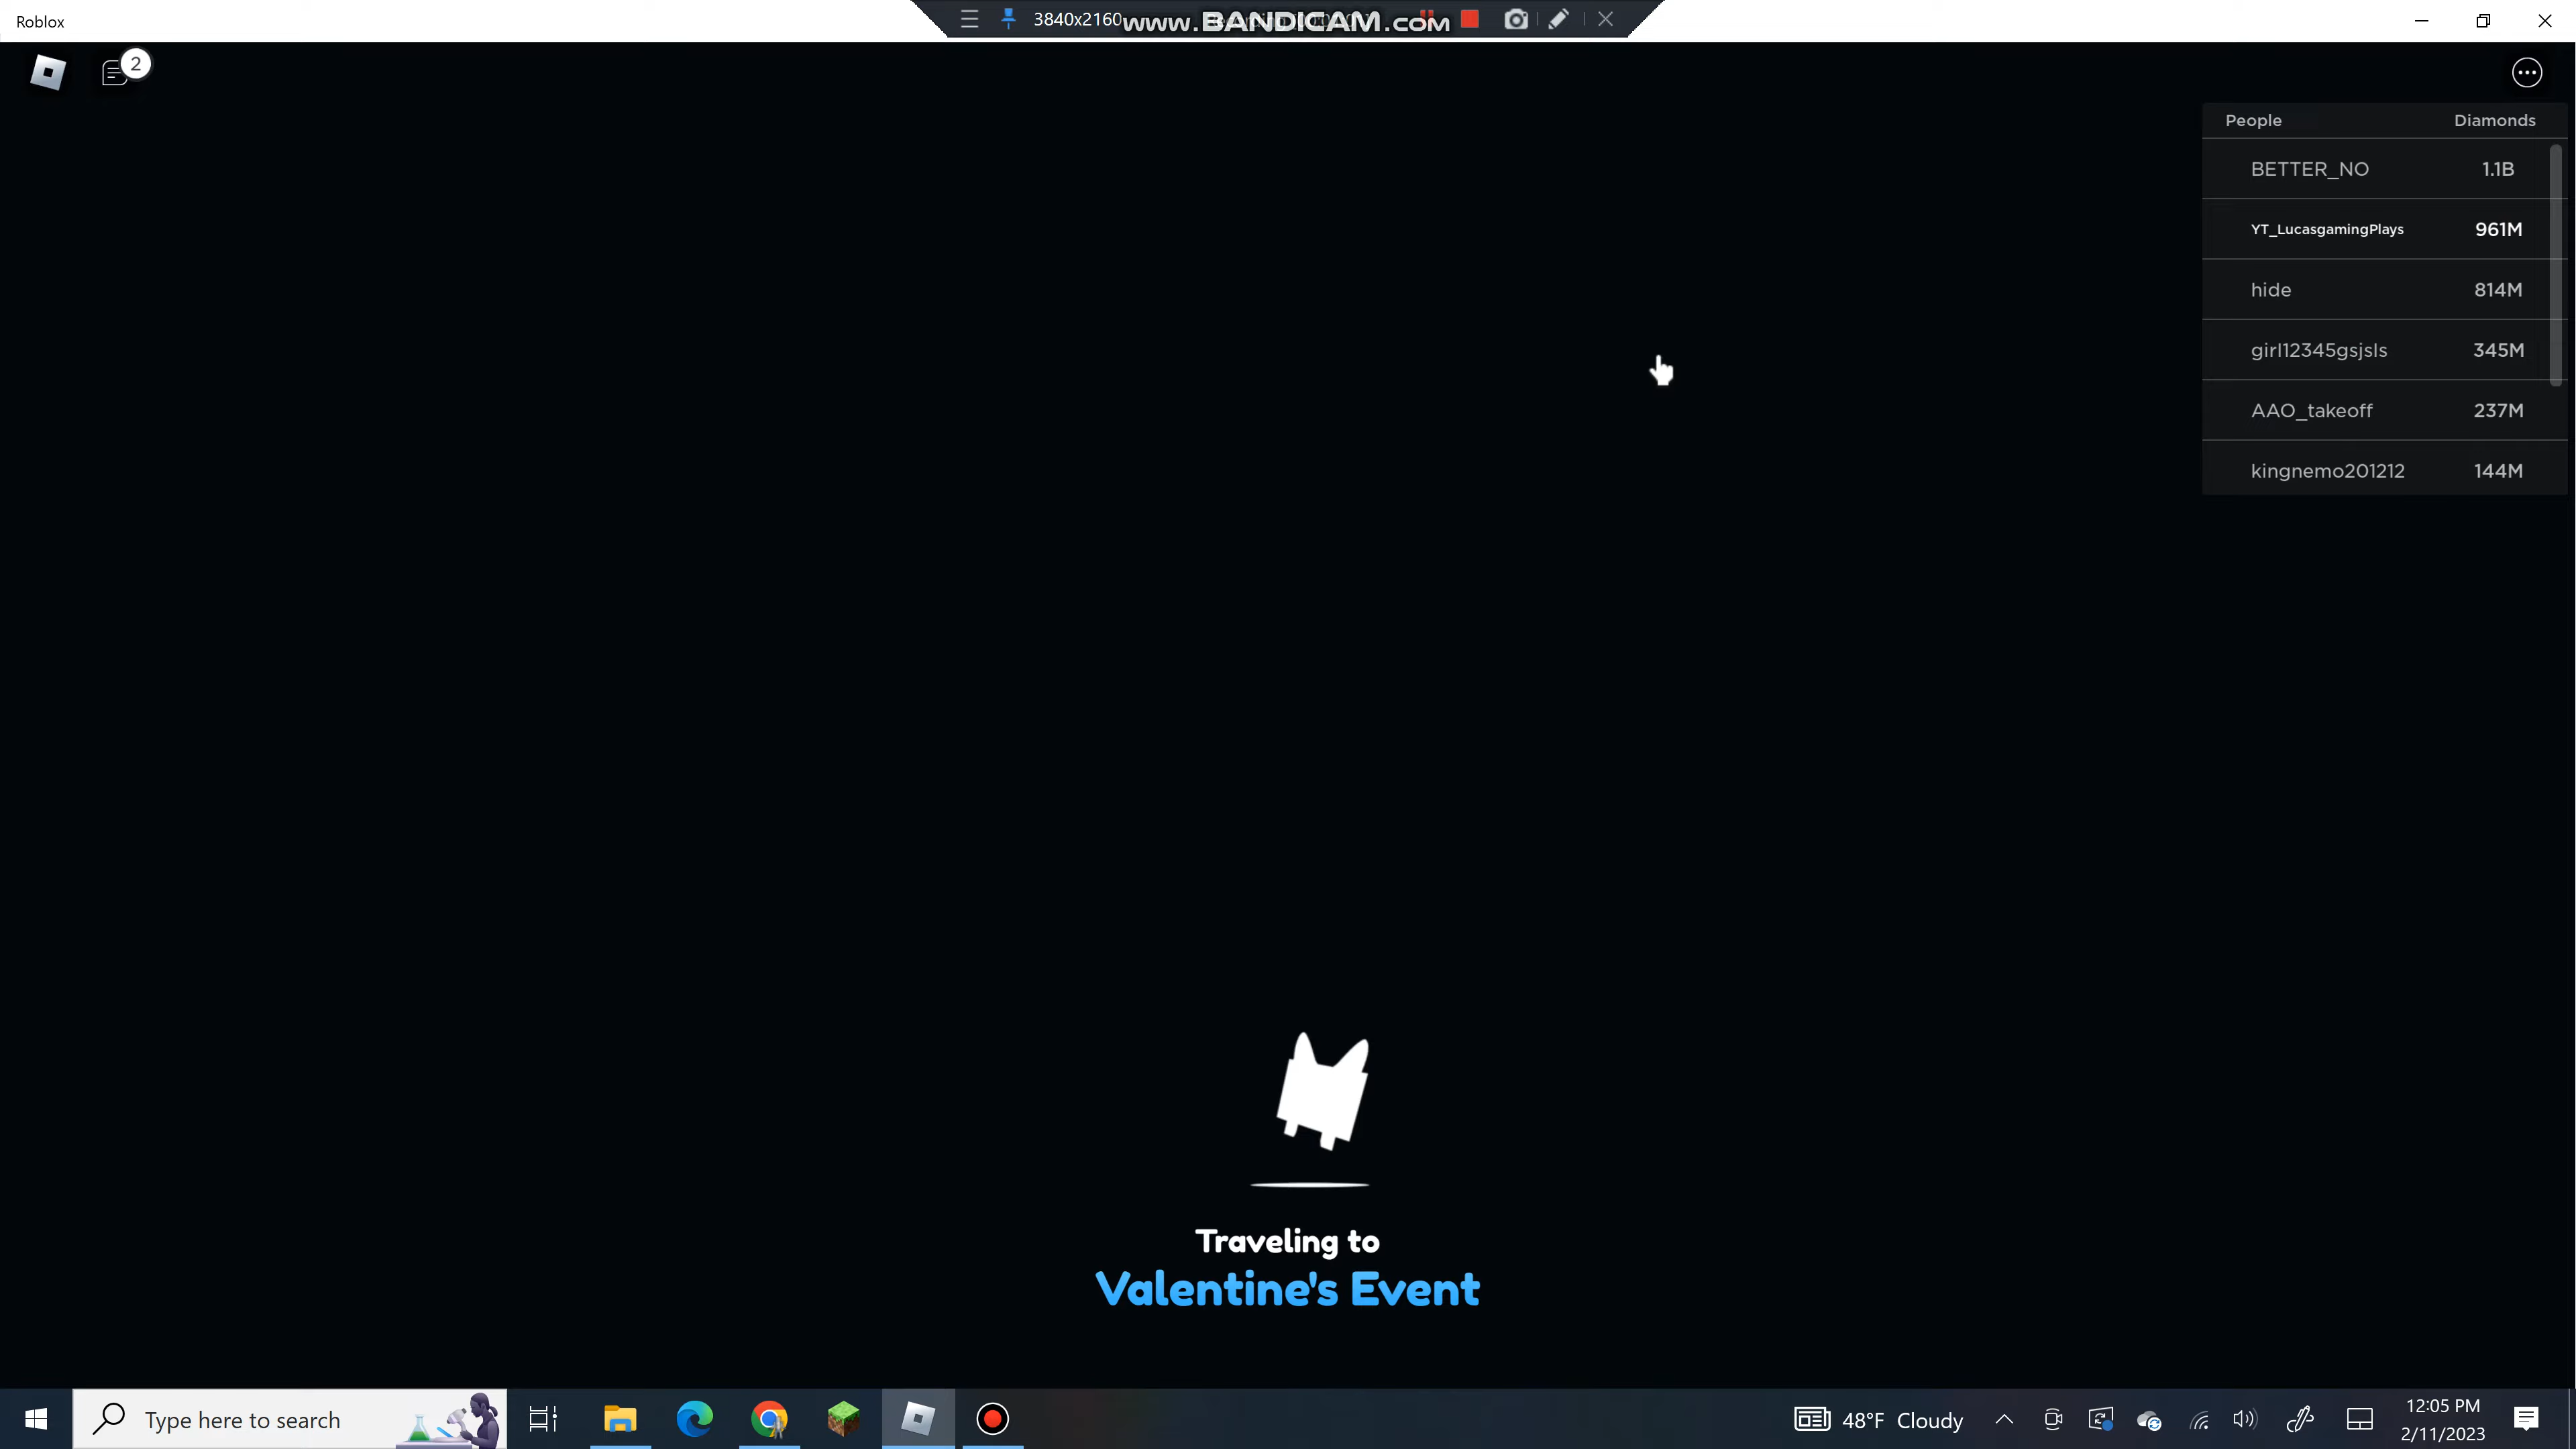 Roblox
3840x2160
www.BANDICAM.com
2
People Diamonds
BETTER_NO 1.1B
YT_LucasgamingPlays 961M
hide 814M
girl12345gsjsls 345M
AAO_takeoff 237M
kingnemo201212 144M
Traveling to
Valentine's Event
Type here to search
48°F Cloudy
12:05 PM
2/11/2023